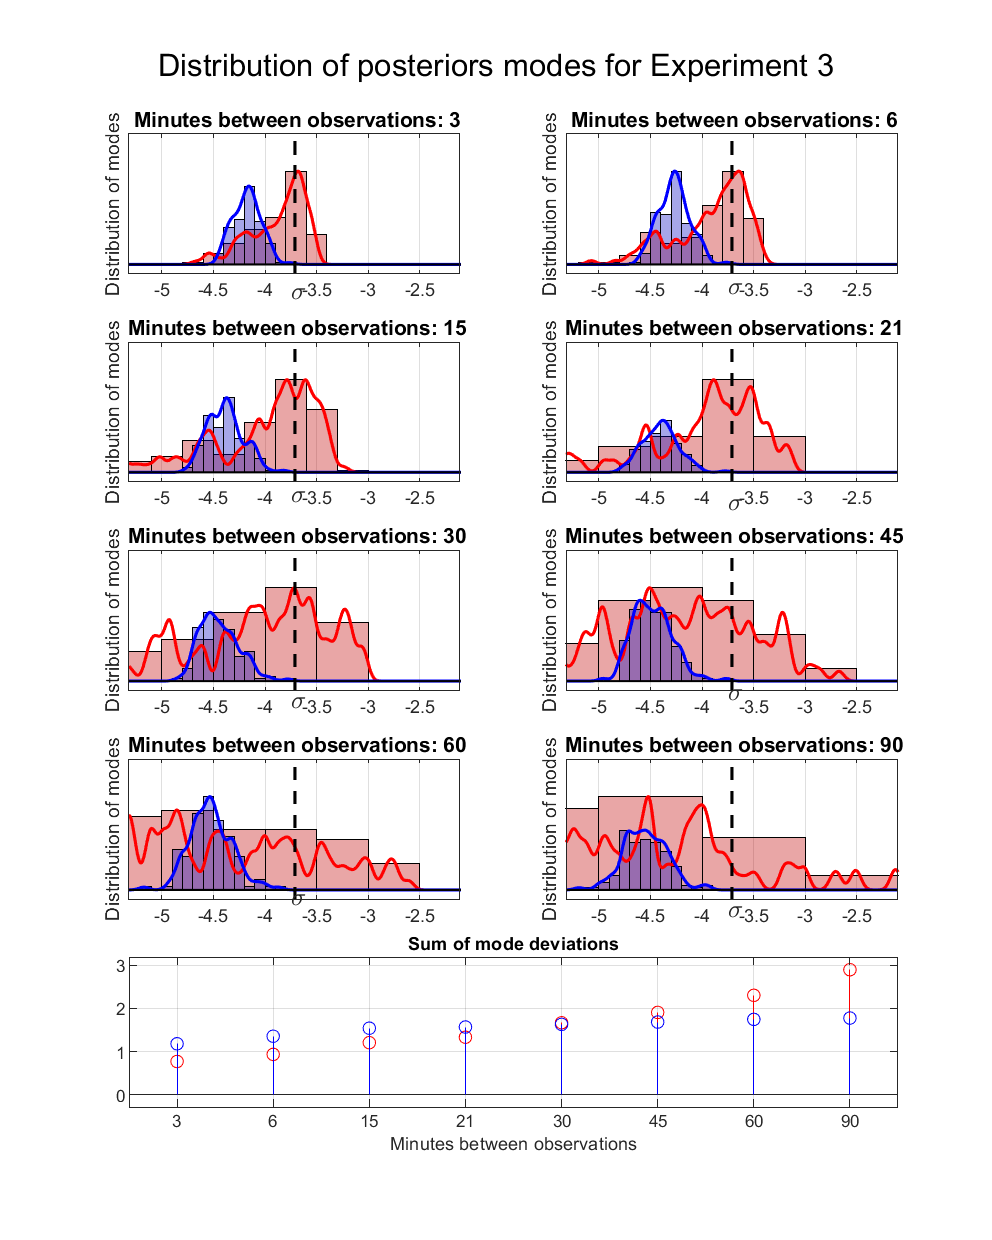 Distribution of posteriors modes for Experiment 3
Minutes between observations: 3
Distribution of modes
-5 -4.5 -4 σ -3.5 -3 -2.5
Minutes between observations: 6
Distribution of modes
-5 -4.5 -4 σ -3.5 -3 -2.5
Minutes between observations: 15
Distribution of modes
-5 -4.5 -4 σ -3.5 -3 -2.5
Minutes between observations: 21
Distribution of modes
-5 -4.5 -4 σ -3.5 -3 -2.5
Minutes between observations: 30
Distribution of modes
-5 -4.5 -4 σ -3.5 -3 -2.5
Minutes between observations: 45
Distribution of modes
-5 -4.5 -4 σ -3.5 -3 -2.5
Minutes between observations: 60
Distribution of modes
-5 -4.5 -4 σ -3.5 -3 -2.5
Minutes between observations: 90
Distribution of modes
-5 -4.5 -4 σ -3.5 -3 -2.5
Sum of mode deviations
3
2
1
0
3 6 15 21 30 45 60 90
Minutes between observations